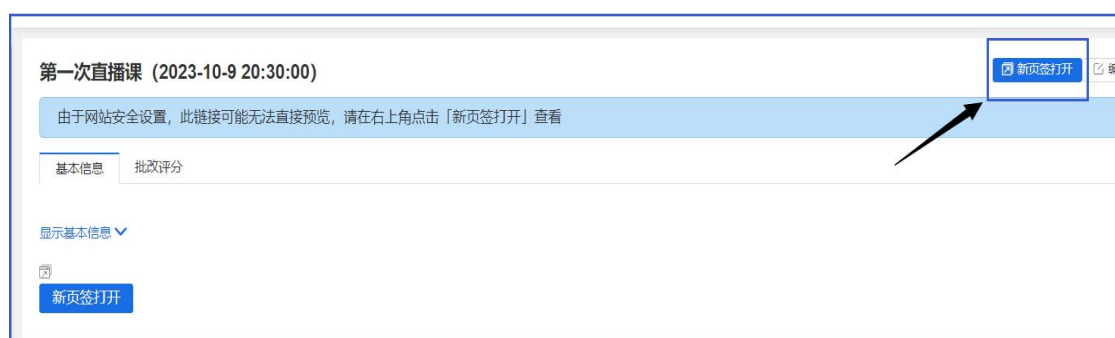 第一次直播课（2023-10-9 20:30:00）
新页签打开
编
由于网站安全设置，此链接可能无法直接预览，请在右上角点击「新页签打开」查看
基本信息
批改评分
显示基本信息
新页签打开